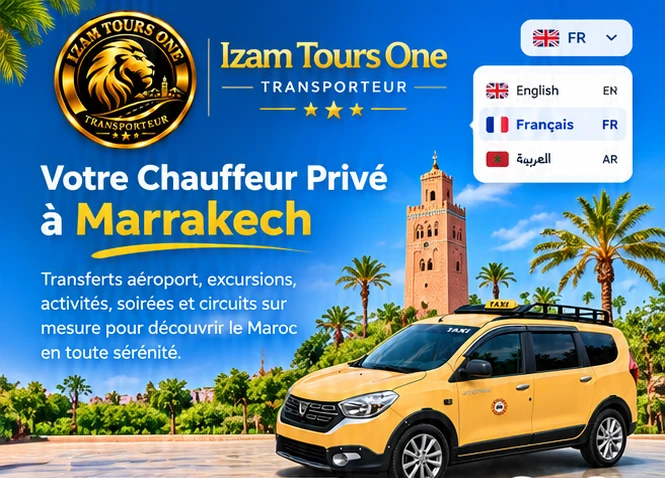 IZAM TOURS ONE
TRANSPORTEUR
Izam Tours One
TRANSPORTEUR
FR
English EN
Français FR
العربية AR
Votre Chauffeur Privé
à Marrakech
Transferts aéroport, excursions,
activités, soirées et circuits sur
mesure pour découvrir le Maroc
en toute sérénité.
TAXI
TAXI